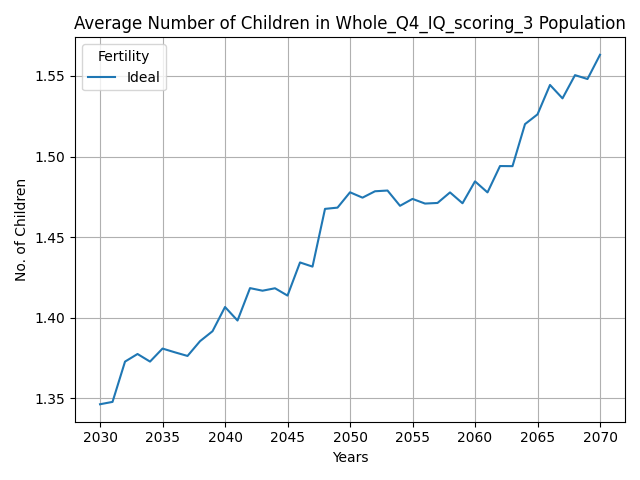 Average Number of Children in Whole_Q4_IQ_scoring_3 Population
Fertility
Ideal
No. of Children
1.55
1.50
1.45
1.40
1.35
2030 2035 2040 2045 2050 2055 2060 2065 2070
Years